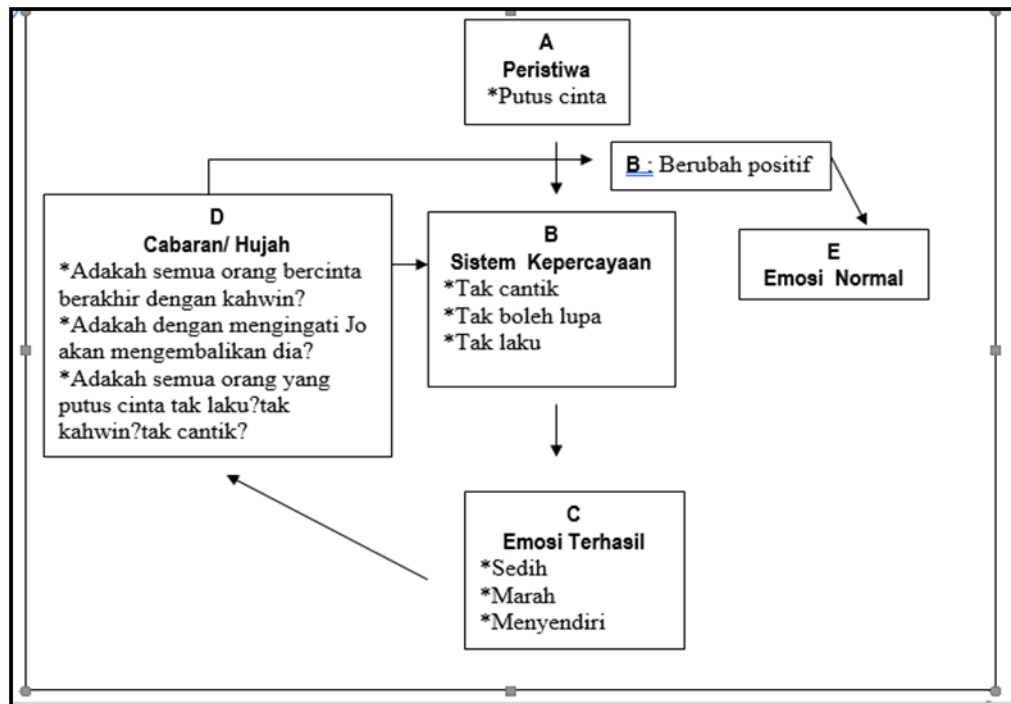 A
Peristiwa
*Putus cinta
B : Berubah positif
D
Cabaran/ Hujah
*Adakah semua orang bercinta
berakhir dengan kahwin?
*Adakah dengan mengingati Jo
akan mengembalikan dia?
*Adakah semua orang yang
putus cinta tak laku?tak
kahwin?tak cantik?
B
Sistem Kepercayaan
*Tak cantik
*Tak boleh lupa
*Tak laku
E
Emosi Normal
C
Emosi Terhasil
*Sedih
*Marah
*Menyendiri